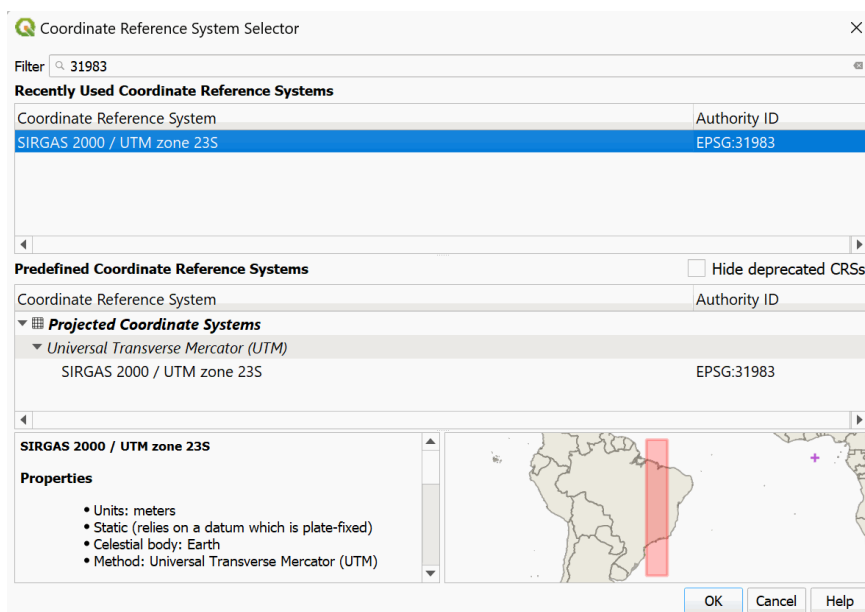 Coordinate Reference System Selector
Filter 31983
Recently Used Coordinate Reference Systems
Coordinate Reference System Authority ID
SIRGAS 2000 / UTM zone 23S EPSG:31983
Predefined Coordinate Reference Systems Hide deprecated CRSs
Coordinate Reference System Authority ID
Projected Coordinate Systems
Universal Transverse Mercator (UTM)
SIRGAS 2000 / UTM zone 23S EPSG:31983
SIRGAS 2000 / UTM zone 23S
Properties
• Units: meters
• Static (relies on a datum which is plate-fixed)
• Celestial body: Earth
• Method: Universal Transverse Mercator (UTM)
OK Cancel Help